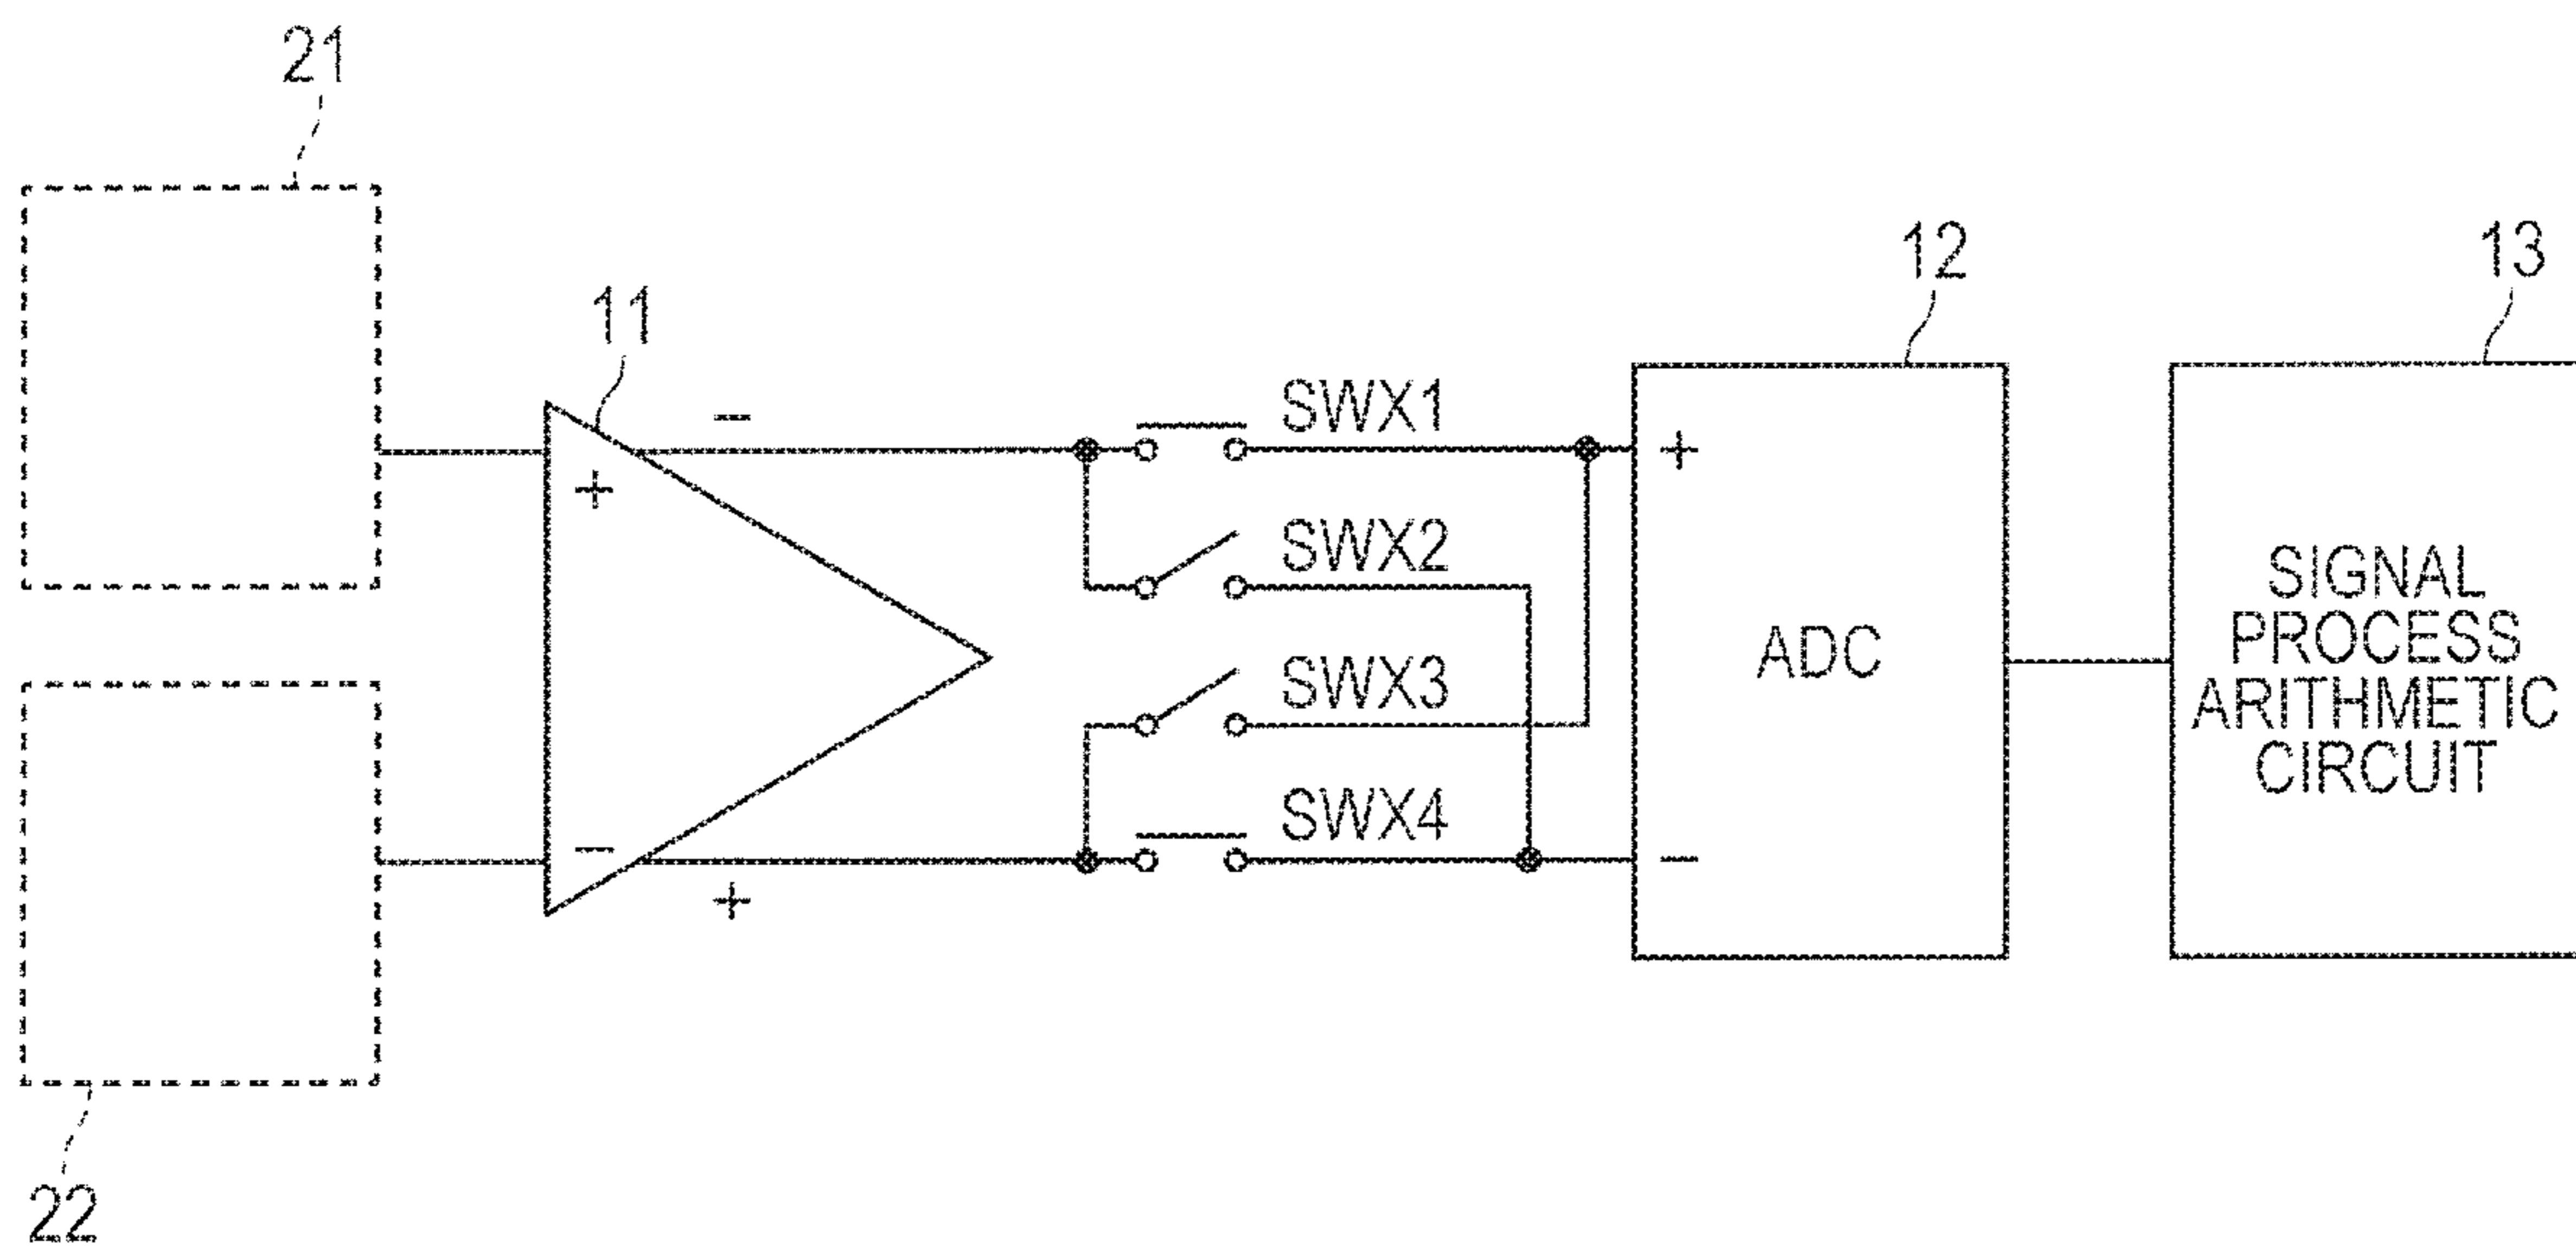 21
12
13
11
−
SWX1
+
+
SWX2
SIGNAL
PROCESS
ARITHMETIC
CIRCUIT
ADC
SWX3
SWX4
−
−
+
22